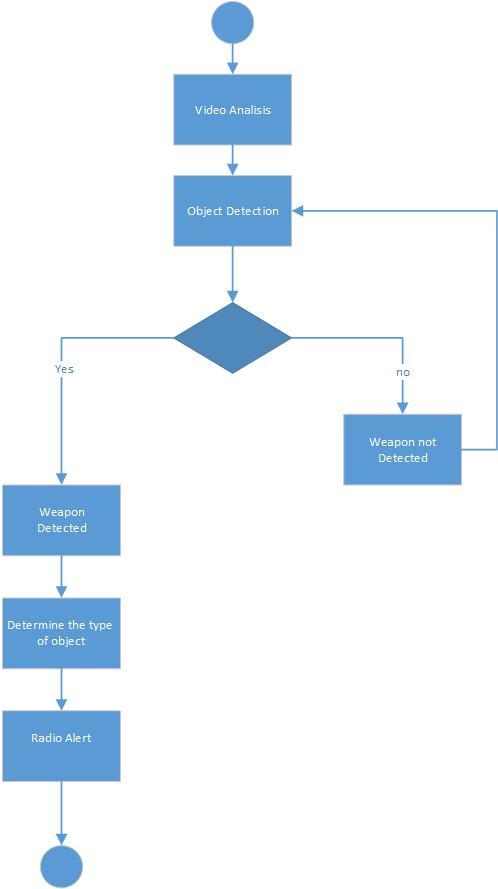 Video Analisis
Object Detection
Yes
no
Weapon not
Detected
Weapon
Detected
Determine the type
of object
Radio Alert